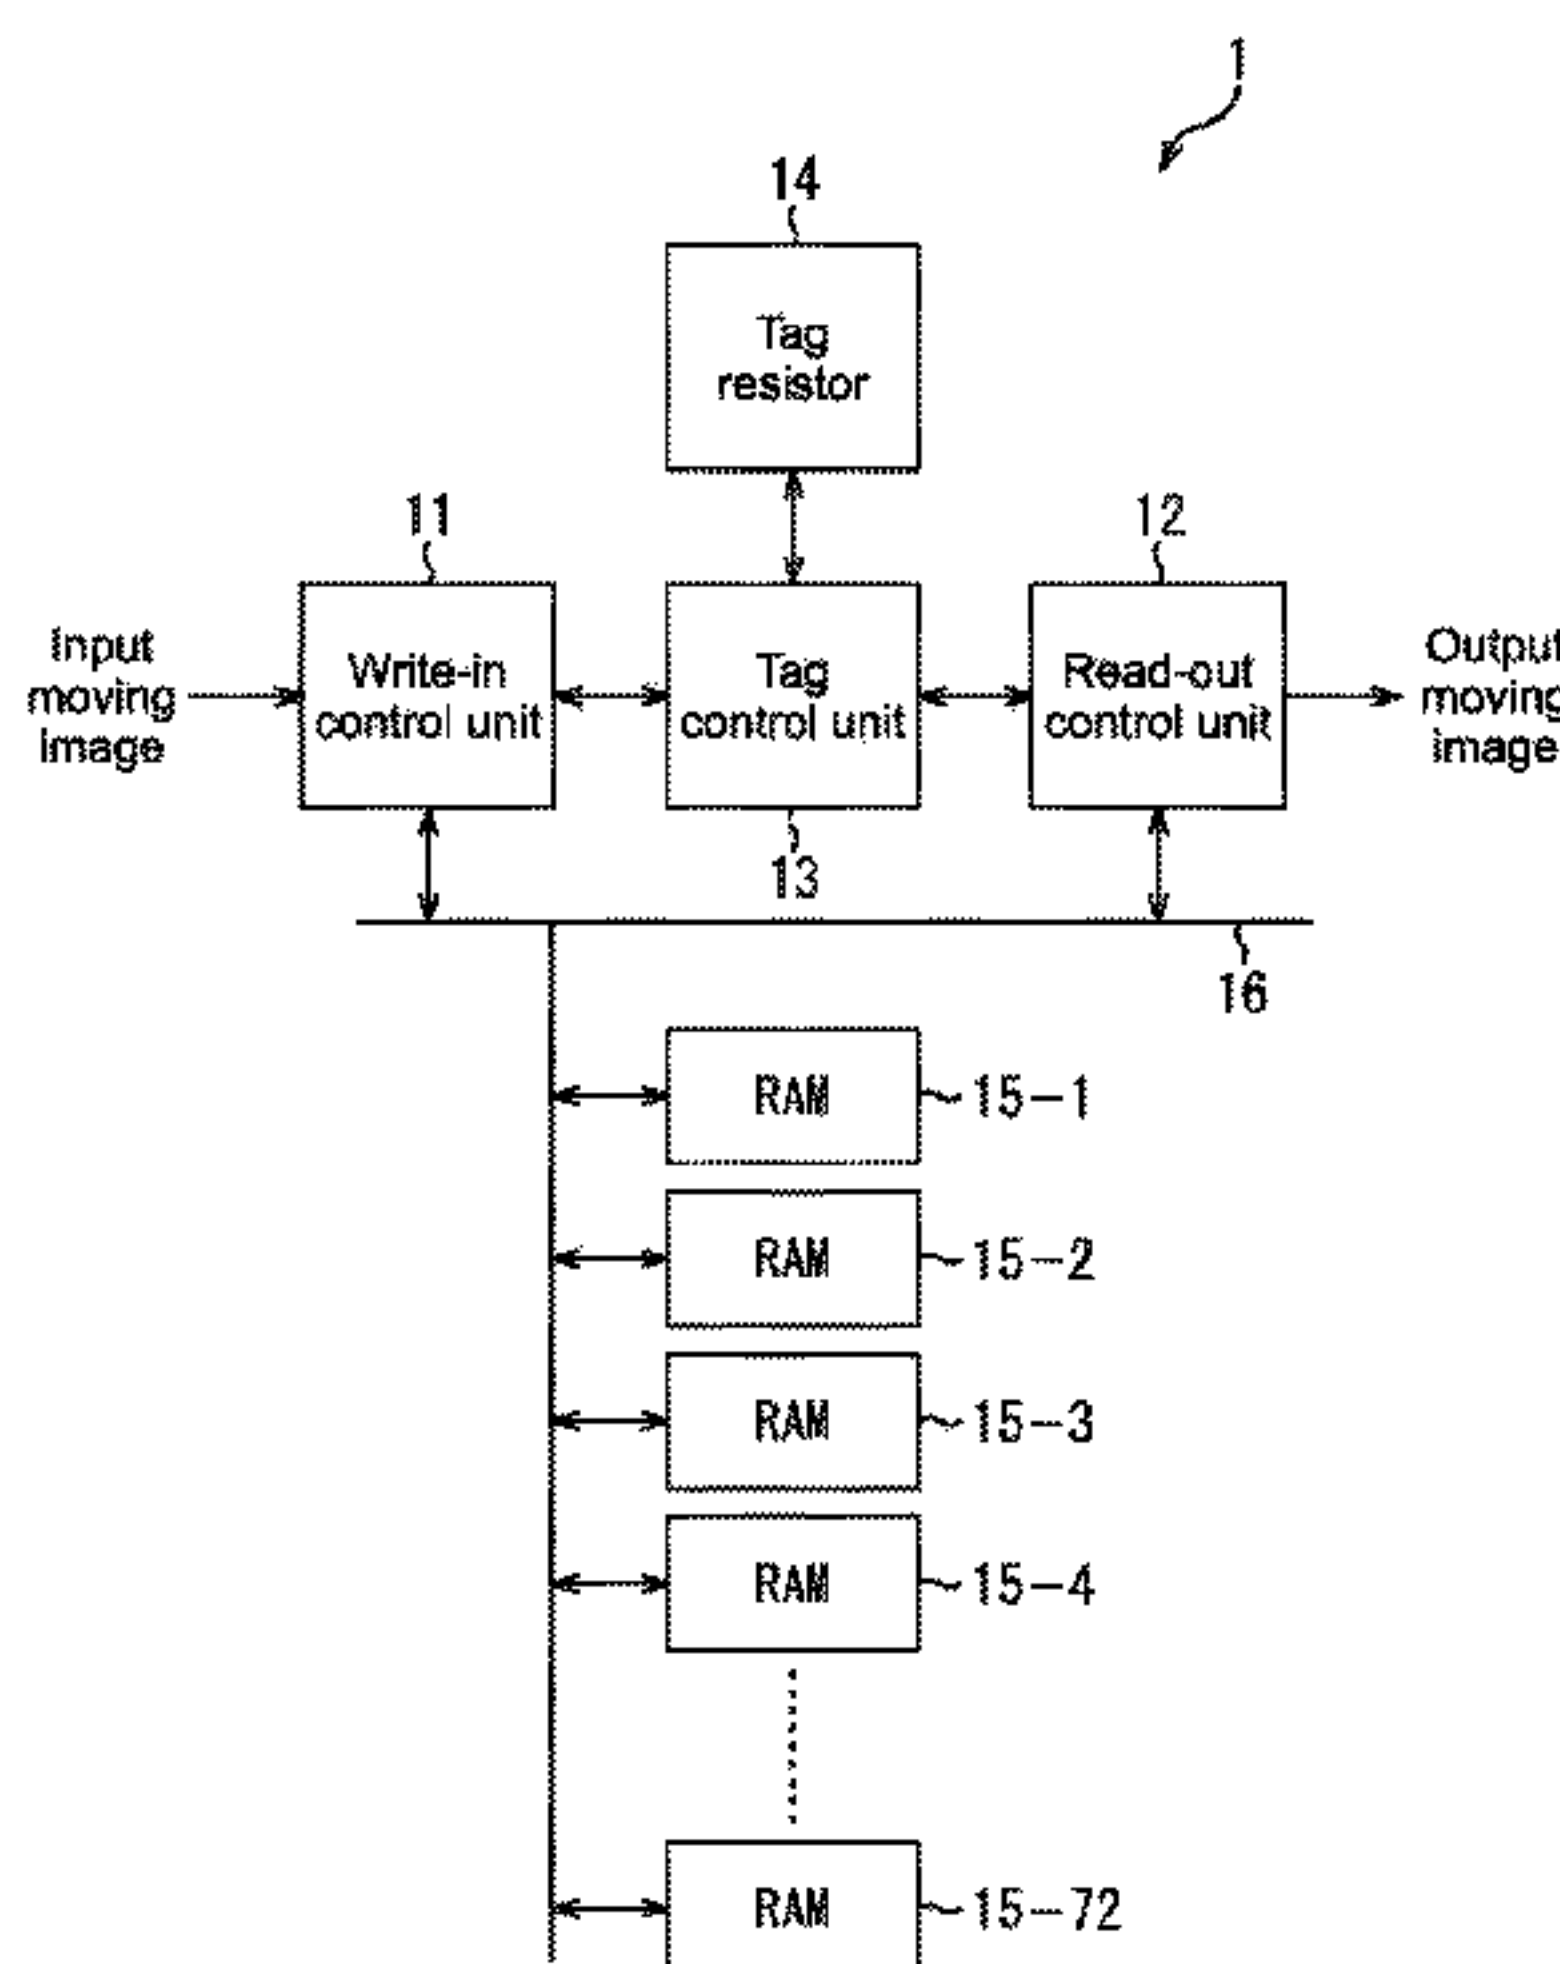 1
14
Tag
resistor
11
12
Input
moving
image
Write-in
control unit
Tag
control unit
Read-out
control unit
Output
moving
image
13
16
RAM
15-1
RAM
15-2
RAM
15-3
RAM
15-4
RAM
15-72